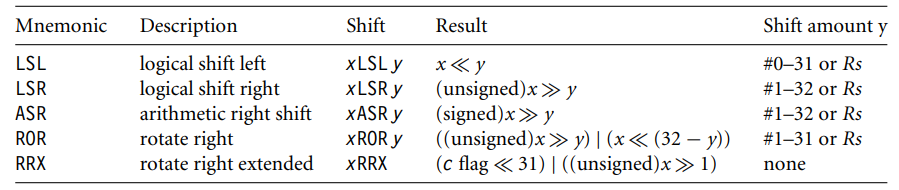 Mnemonic Description Shift Result Shift amount y
LSL logical shift left xLSL y x ≪ y #0–31 or Rs
LSR logical shift right xLSR y (unsigned)x ≫ y #1–32 or Rs
ASR arithmetic right shift xASR y (signed)x ≫ y #1–32 or Rs
ROR rotate right xROR y ((unsigned)x ≫ y) | (x ≪ (32 − y)) #1–31 or Rs
RRX rotate right extended xRRX (c flag ≪ 31) | ((unsigned)x ≫ 1) none